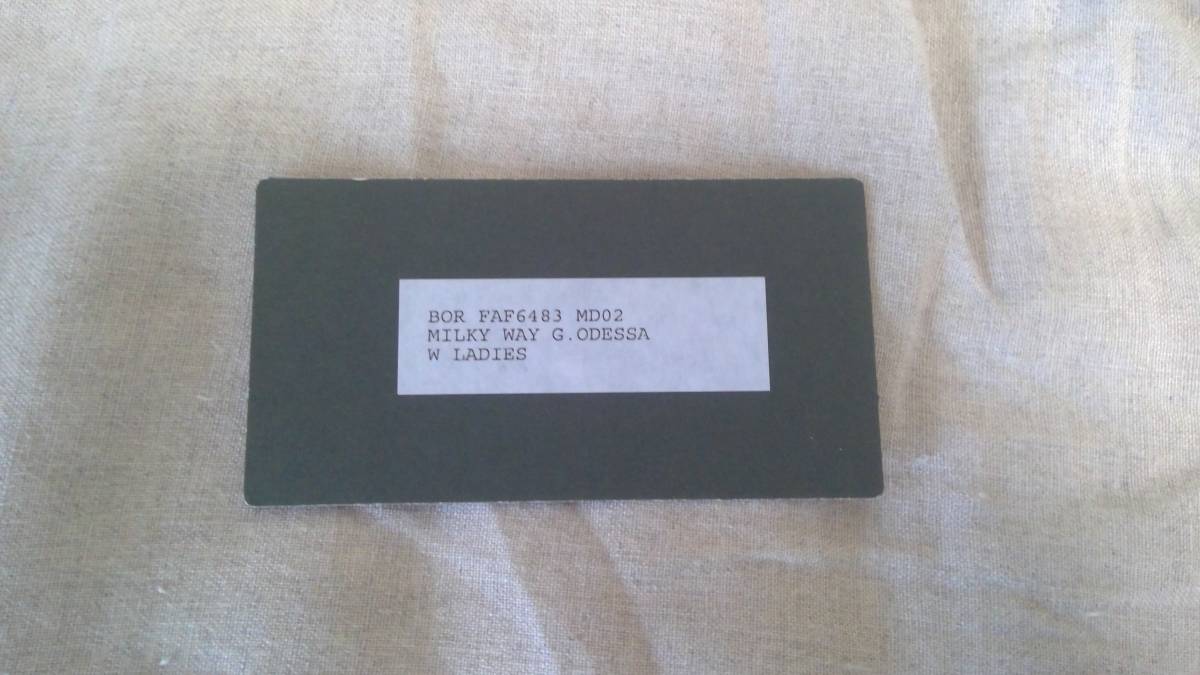 BOR FAF6483 MD02
MILKY WAY G.ODESSA
W LADIES